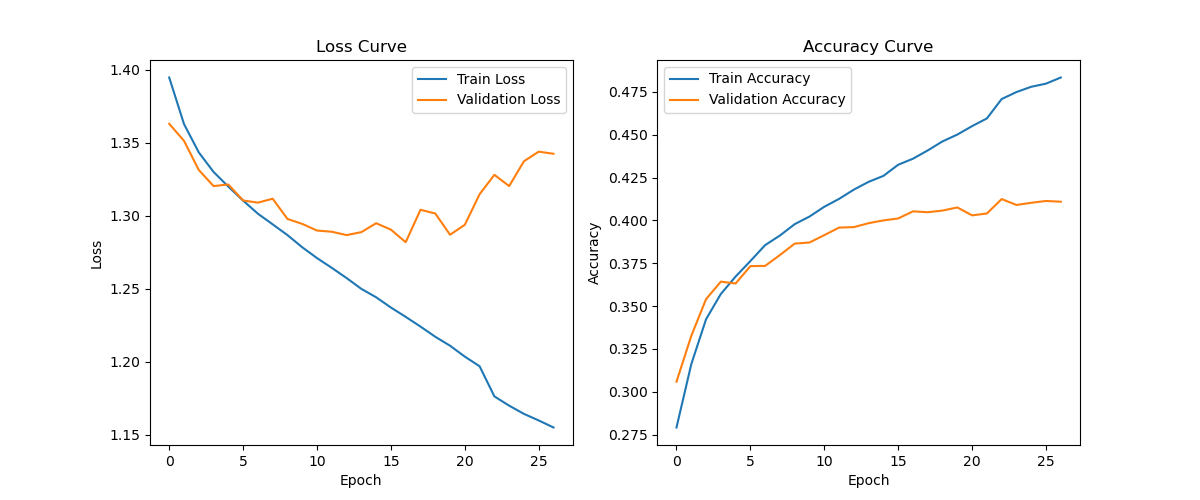 Loss Curve
Train Loss
Validation Loss
1.40
1.35
1.30
1.25
1.20
1.15
Loss
0
5
10
15
20
25
Epoch
Accuracy Curve
Train Accuracy
Validation Accuracy
0.475
0.450
0.425
0.400
0.375
0.350
0.325
0.300
0.275
Accuracy
0
5
10
15
20
25
Epoch